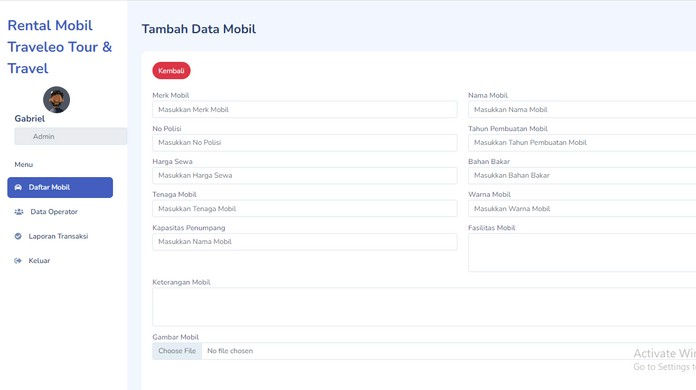 Rental Mobil
Traveleo Tour &
Travel
Gabriel
Admin
Menu
Daftar Mobil
Data Operator
Laporan Transaksi
Keluar
Tambah Data Mobil
Kembali
Merk Mobil
Masukkan Merk Mobil
Nama Mobil
Masukkan Nama Mobil
No Polisi
Masukkan No Polisi
Tahun Pembuatan Mobil
Masukkan Tahun Pembuatan Mobil
Harga Sewa
Masukkan Harga Sewa
Bahan Bakar
Masukkan Bahan Bakar
Tenaga Mobil
Masukkan Tenaga Mobil
Warna Mobil
Masukkan Warna Mobil
Kapasitas Penumpang
Masukkan Nama Mobil
Fasilitas Mobil
Keterangan Mobil
Gambar Mobil
Choose File No file chosen
Activate Win
Go to Settings t